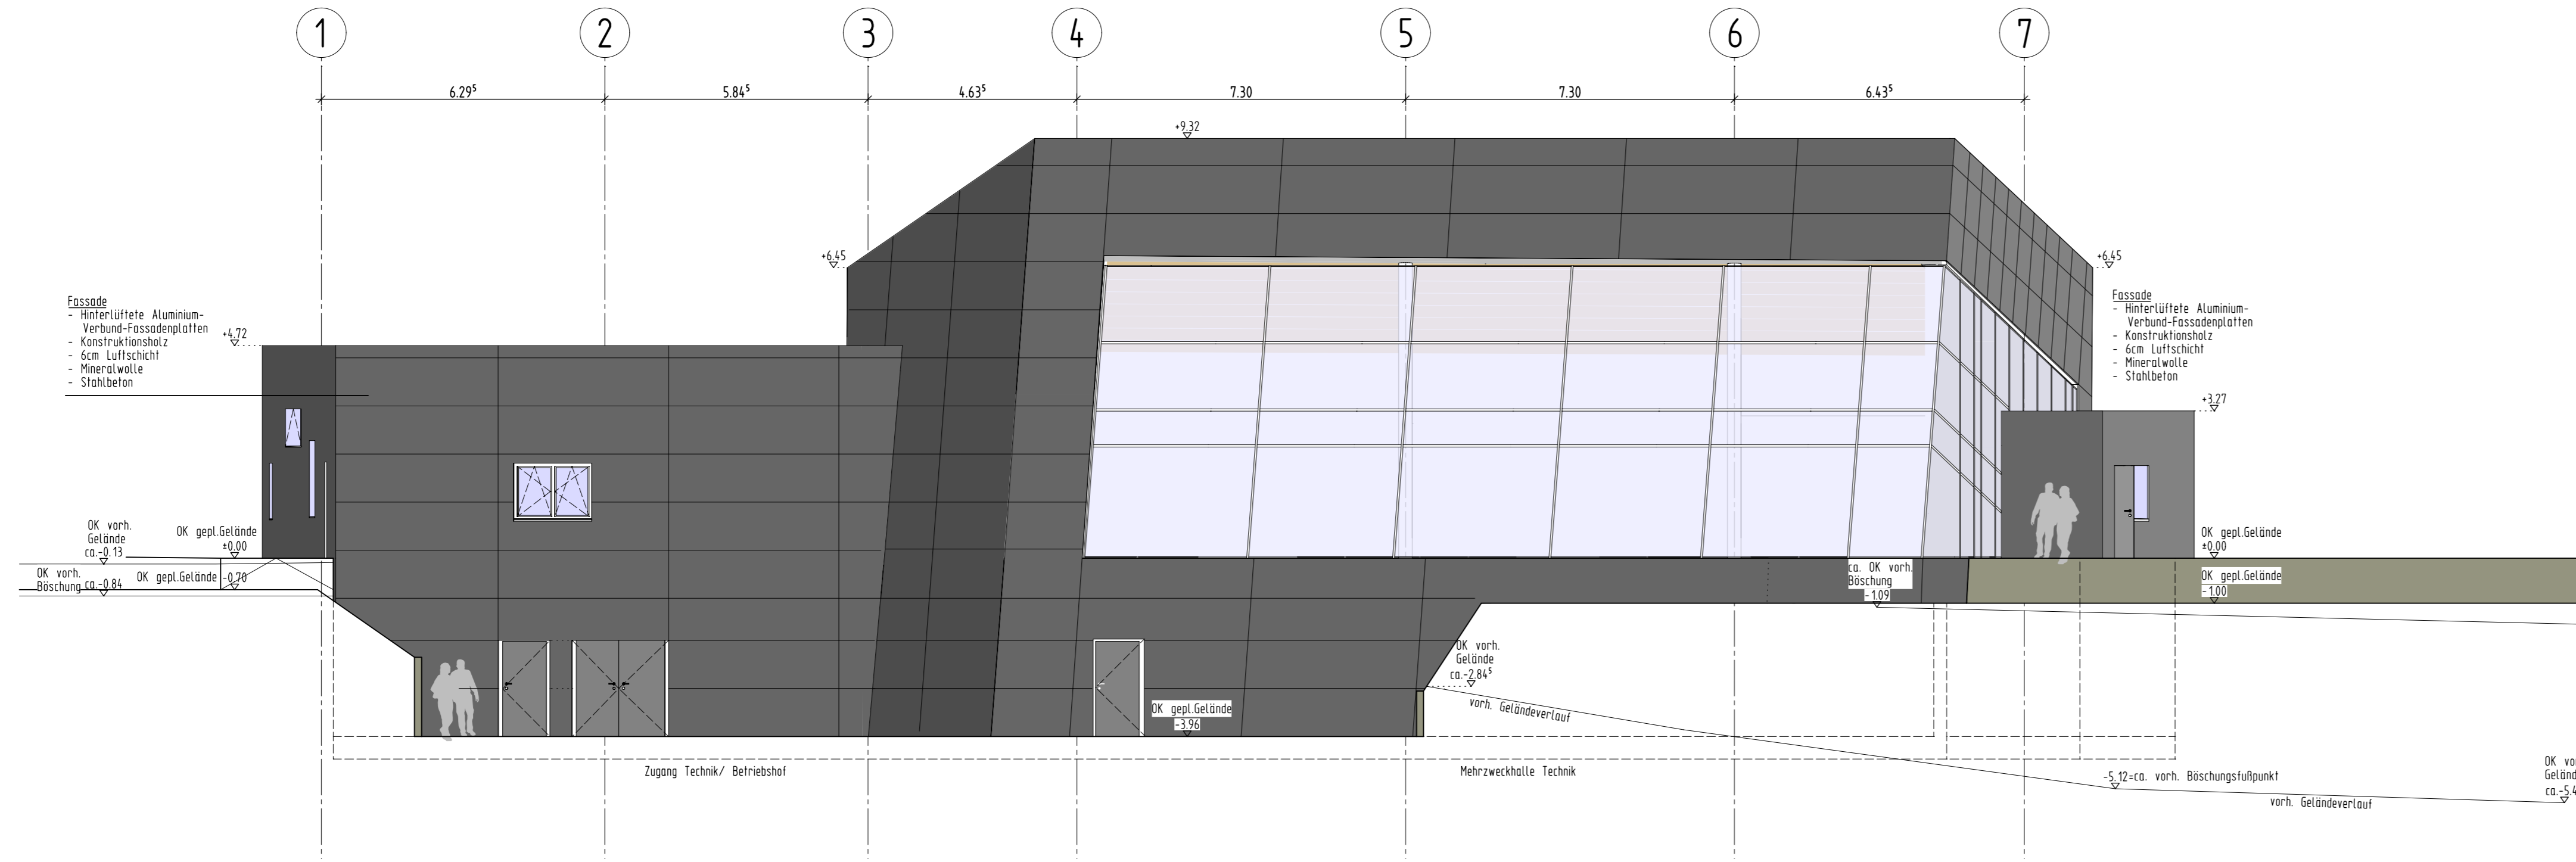 1 2 3 4 5 6 7
6.29⁵ 5.84⁵ 4.63⁵ 7.30 7.30 6.43⁵
+9.32
+6.45
+6.45
Fassade
- Hinterlüftete Aluminium-
Verbund-Fassadenplatten
- Konstruktionsholz
- 6cm Luftschicht
- Mineralwolle
- Stahlbeton
+4.72
Fassade
- Hinterlüftete Aluminium-
Verbund-Fassadenplatten
- Konstruktionsholz
- 6cm Luftschicht
- Mineralwolle
- Stahlbeton
+3.27
OK vorh.
Gelände
ca.-0.13
OK gepl.Gelände
±0.00
OK vorh.
Böschung ca.-0.84
OK gepl.Gelände -0.70
OK gepl.Gelände
±0.00
ca. OK vorh.
Böschung
-1.09
OK gepl.Gelände
-1.00
OK vorh.
Gelände
ca.-2.84⁵
vorh. Geländeverlauf
OK gepl.Gelände
-3.96
Zugang Technik/ Betriebshof
Mehrzweckhalle Technik
-5.12=ca. vorh. Böschungsfußpunkt
vorh. Geländeverlauf
OK
ca.-5.4